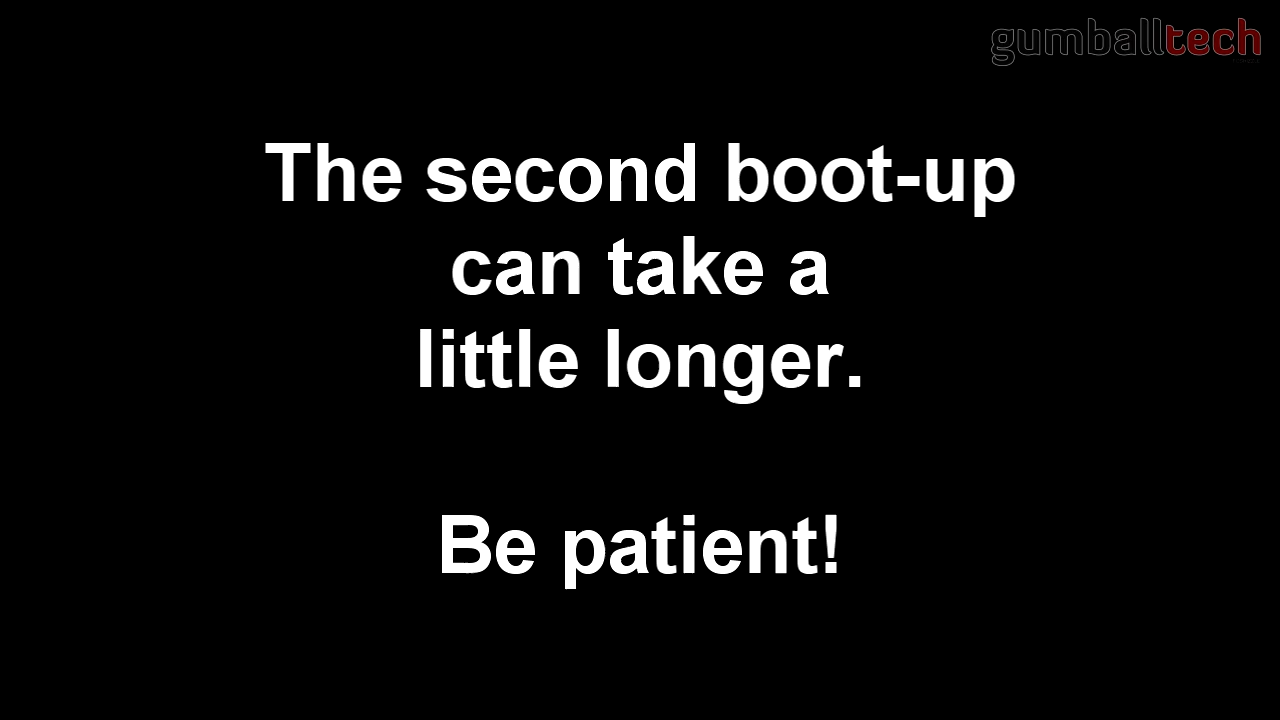 gumballtech
The second boot-up
can take a
little longer.
Be patient!